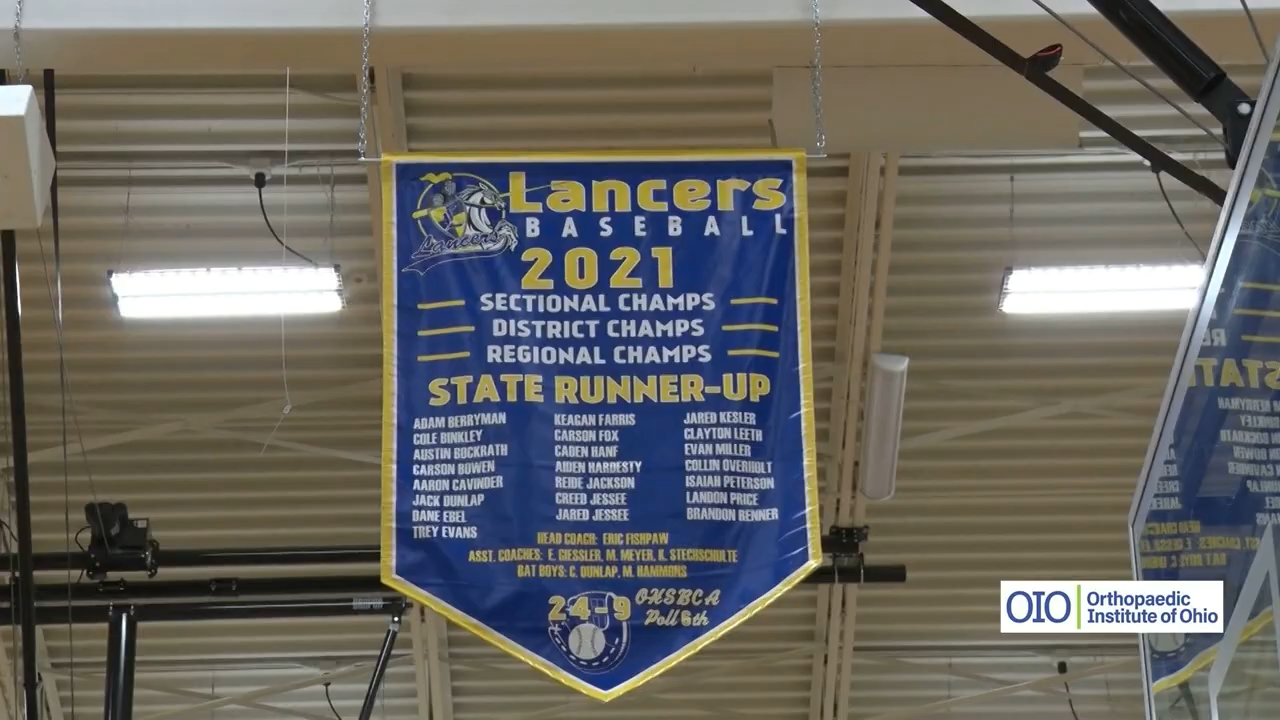 Lancers
BASEBALL
Lancers
2021
SECTIONAL CHAMPS
DISTRICT CHAMPS
REGIONAL CHAMPS
STATE RUNNER-UP
ADAM BERRYMAN
COLE BINKLEY
AUSTIN BOCKRATH
CARSON BOWEN
AARON CAVINDER
JACK DUNLAP
DANE EBEL
TREY EVANS
KEAGAN FARRIS
CARSON FOX
CADEN HANF
AIDEN HARDESTY
REIDE JACKSON
CREED JESSEE
JARED JESSEE
JARED KESLER
CLAYTON LEETH
EVAN MILLER
COLLIN OVERHOLT
ISAIAH PETERSON
LANDON PRICE
BRANDON RENNER
HEAD COACH: ERIC FISHPAW
ASST. COACHES: E. GIESSLER, M. MEYER, K. STECHSCHULTE
BAT BOYS: C. DUNLAP, M. HAMMONS
24-9
OHSBCA
Poll 6th
OIO Orthopaedic
Institute of Ohio